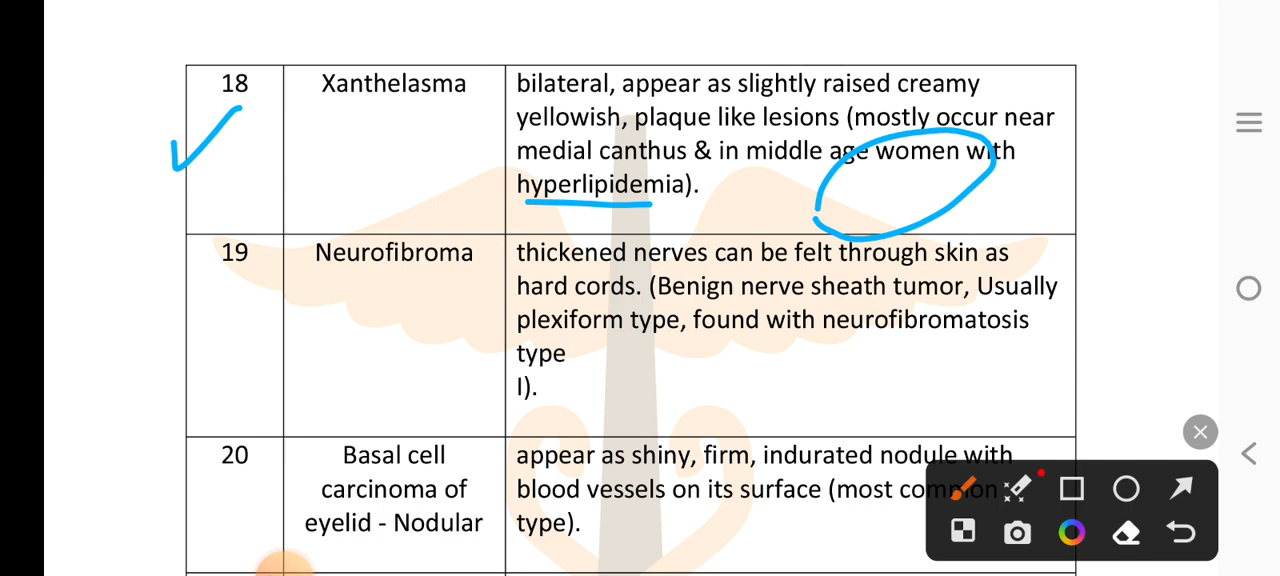 18 Xanthelasma bilateral, appear as slightly raised creamy
yellowish, plaque like lesions (mostly occur near
medial canthus & in middle age women with
hyperlipidemia).
19 Neurofibroma thickened nerves can be felt through skin as
hard cords. (Benign nerve sheath tumor, Usually
plexiform type, found with neurofibromatosis
type
I).
20 Basal cell appear as shiny, firm, indurated nodule with
carcinoma of blood vessels on its surface (most common
eyelid - Nodular type).